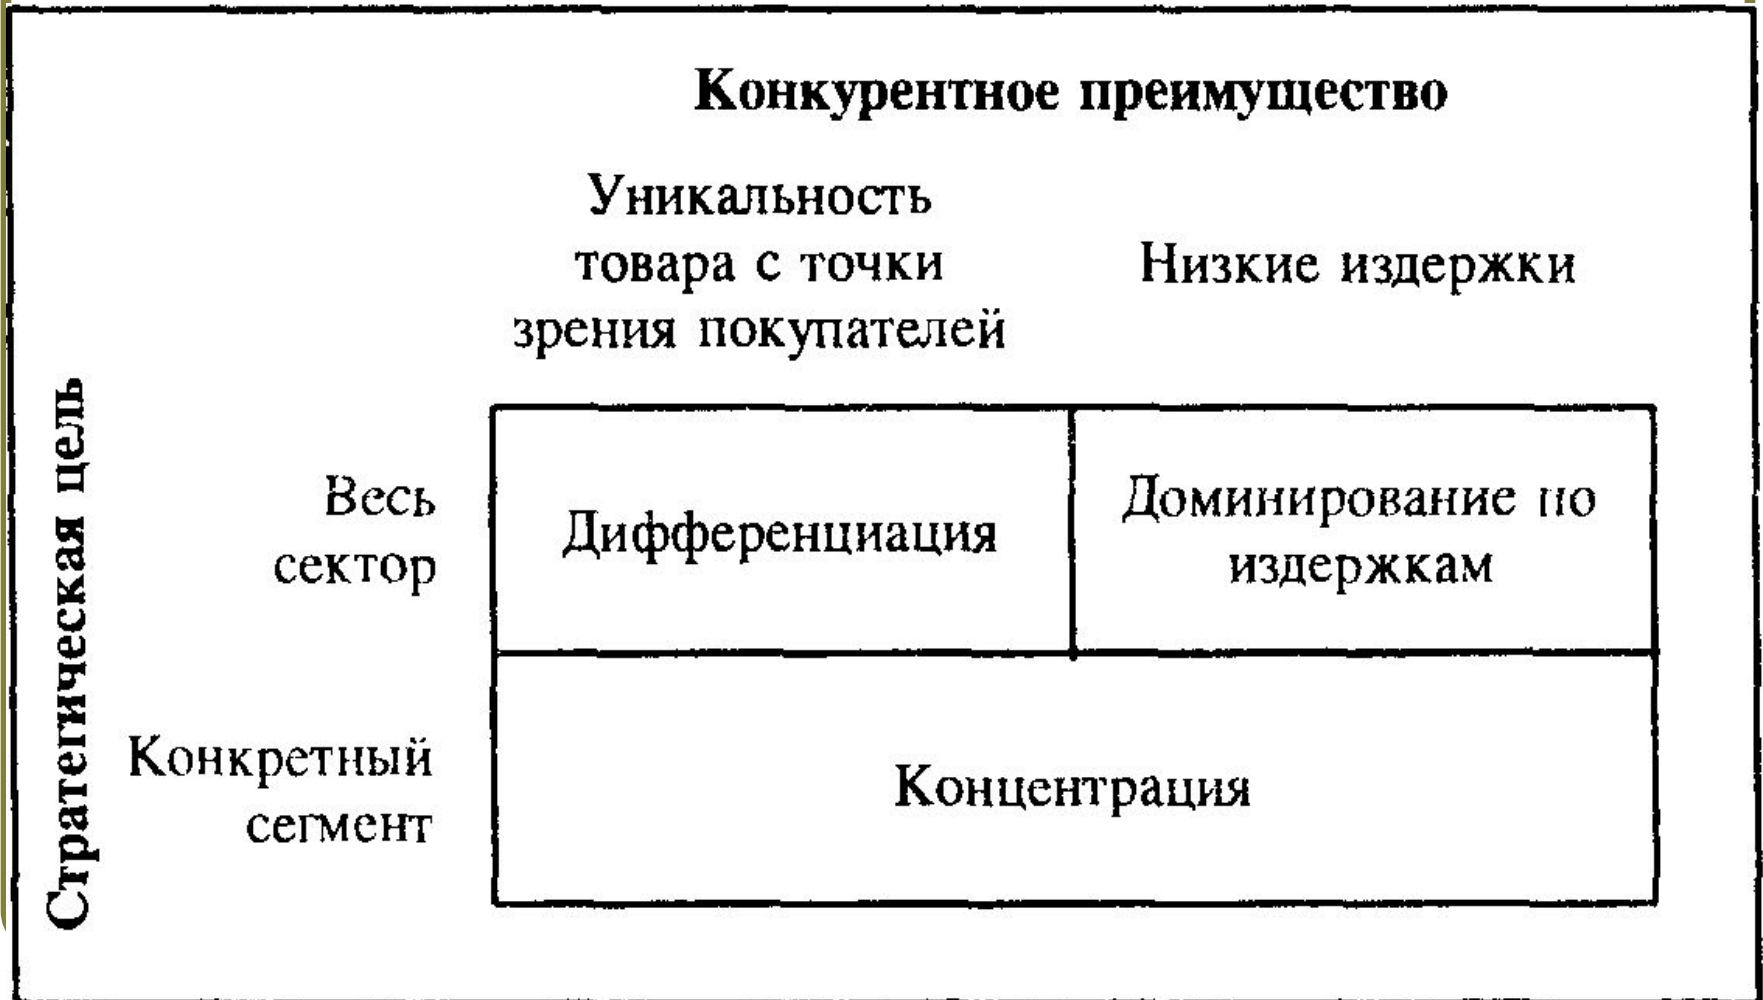 Конкурентное преимущество
Уникальность
товара с точки
зрения покупателей
Низкие издержки
Стратегическая цель
Весь
сектор
Дифференциация
Доминирование по
издержкам
Конкретный
сегмент
Концентрация